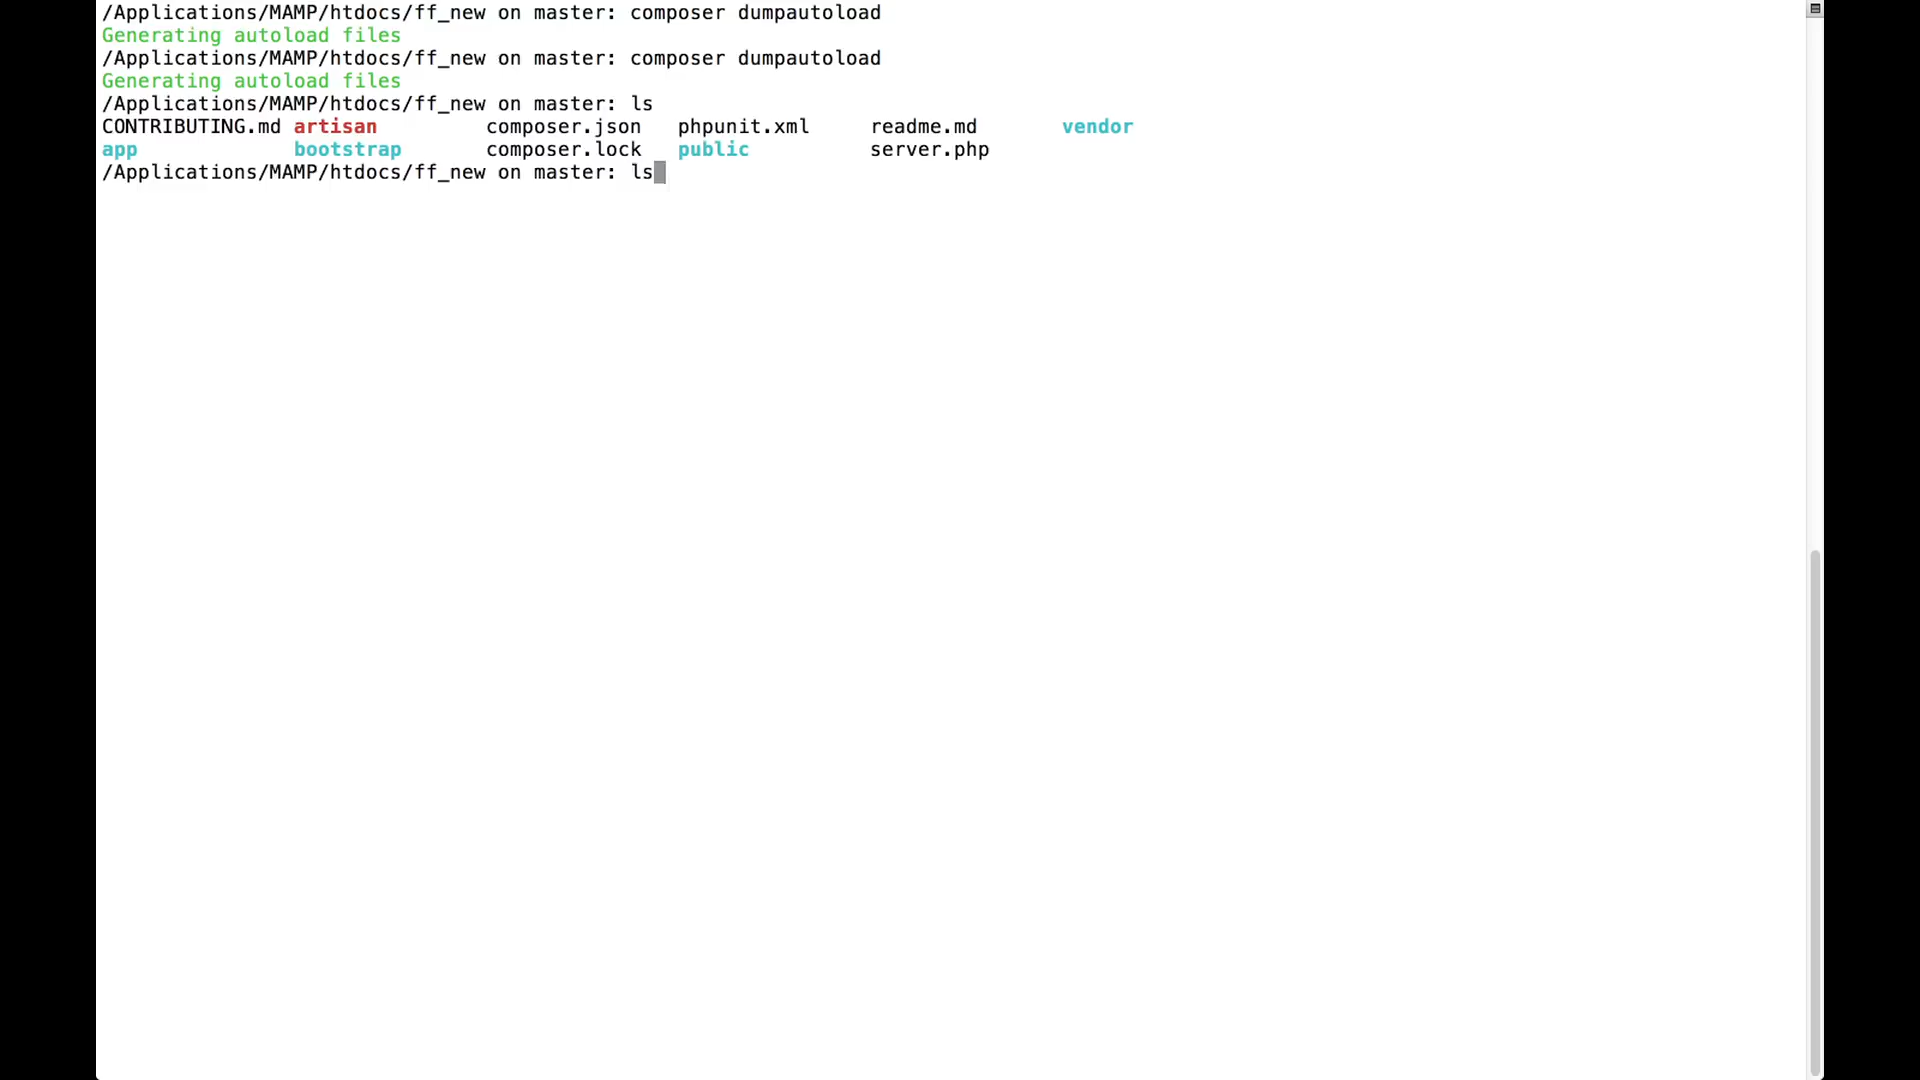 /Applications/MAMP/htdocs/ff_new on master: composer dumpautoload
Generating autoload files
/Applications/MAMP/htdocs/ff_new on master: composer dumpautoload
Generating autoload files
/Applications/MAMP/htdocs/ff_new on master: ls
CONTRIBUTING.md artisan composer.json phpunit.xml readme.md vendor
app bootstrap composer.lock public server.php
/Applications/MAMP/htdocs/ff_new on master: ls